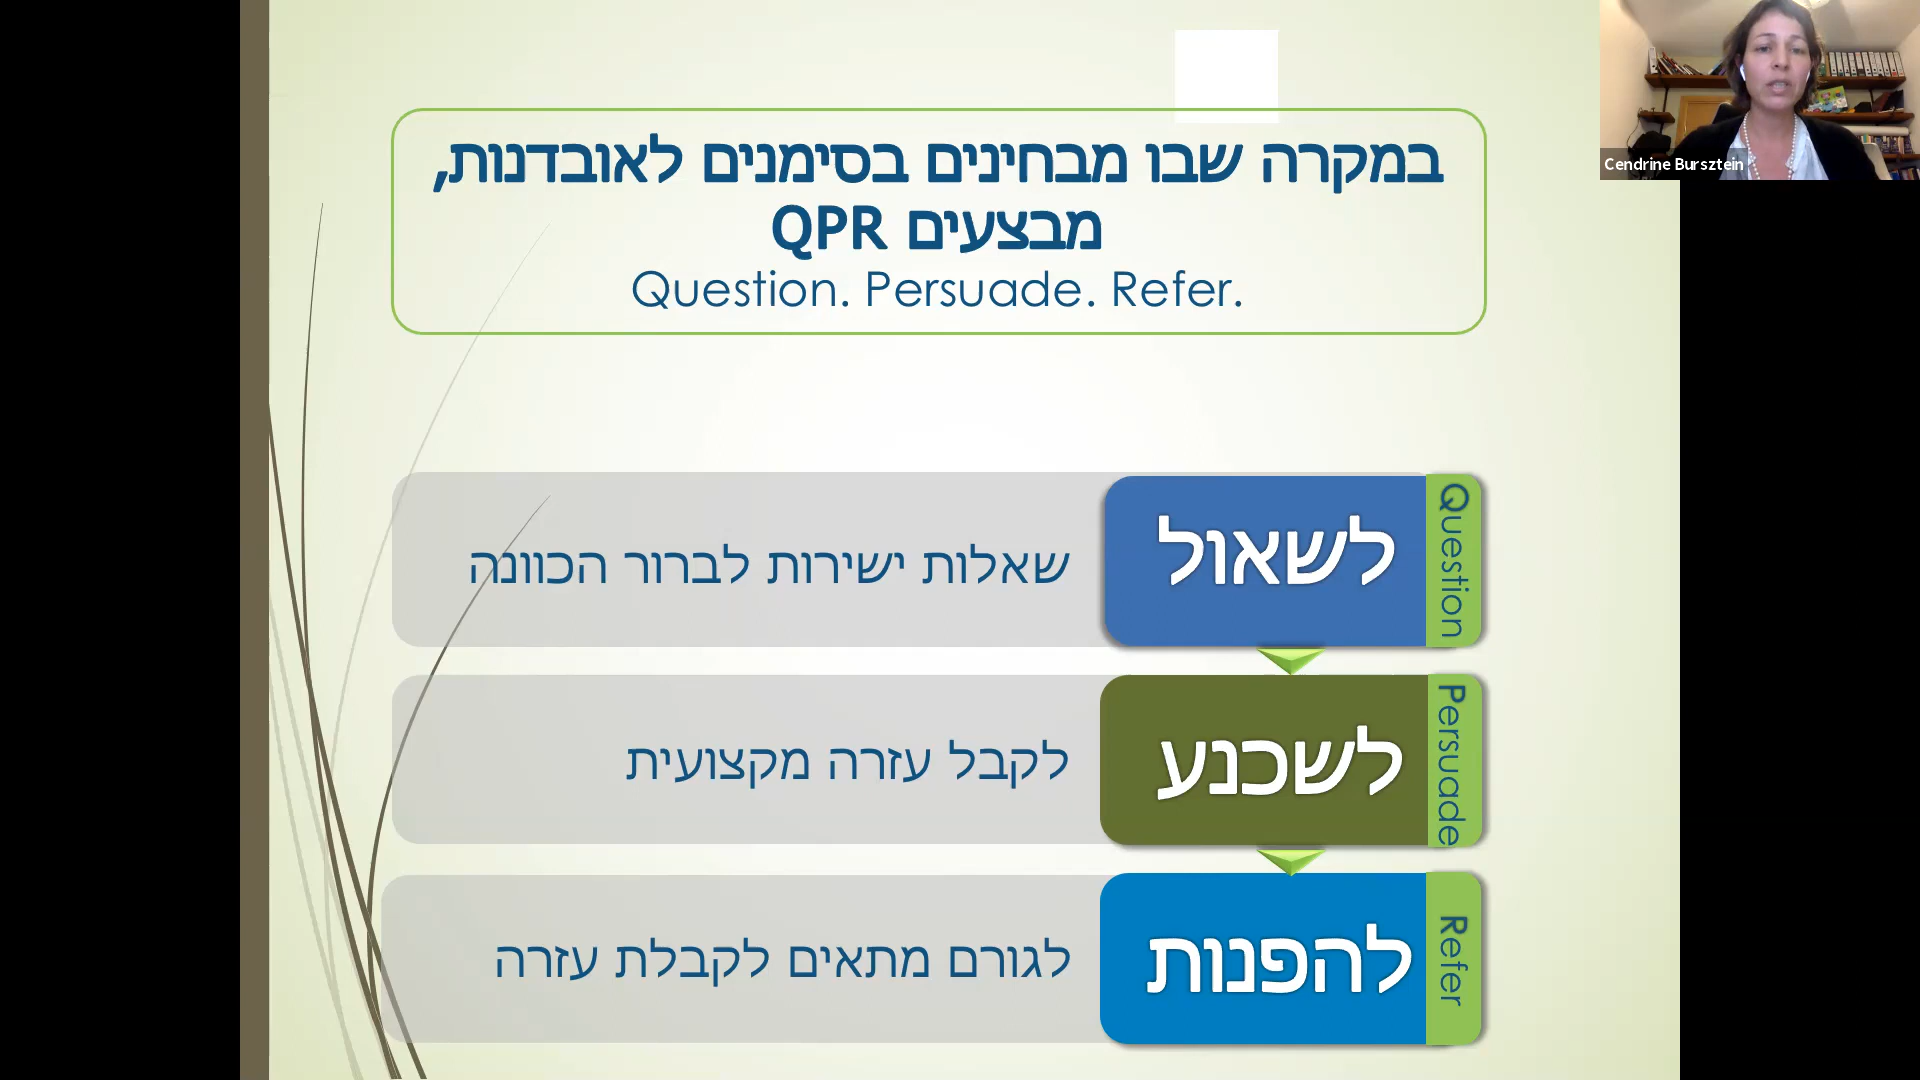 במקרה שבו מבחינים בסימנים לאובדנות,
מבצעים QPR
Question. Persuade. Refer.
Cendrine Bursztein
Question
לשאול
שאלות ישירות לברור הכוונה
Persuade
לשכנע
לקבל עזרה מקצועית
Refer
להפנות
לגורם מתאים לקבלת עזרה